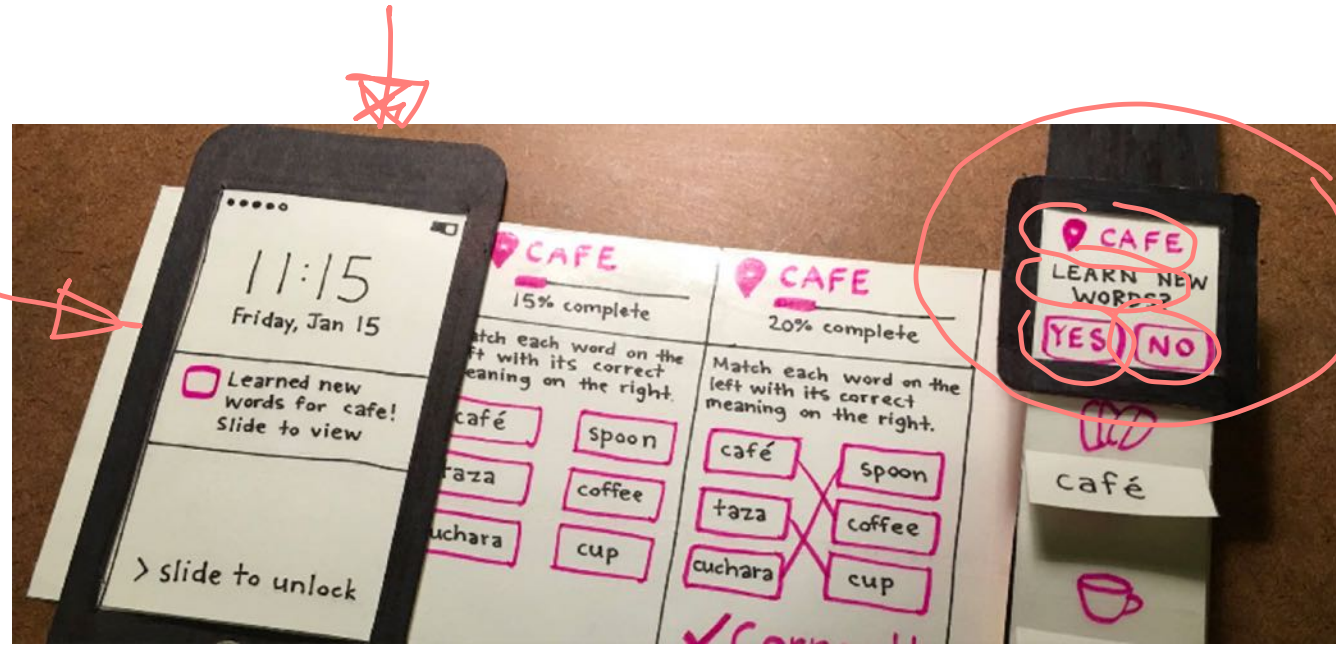 11:15
Friday, Jan 15
Learned new
words for cafe!
Slide to view
> slide to unlock
CAFE
15% complete
each word on the
with its correct
on the right.
café
spoon
coffee
cup
CAFE
20% complete
Match each word on the
left with its correct
meaning on the right.
café
spoon
taza
coffee
cuchara
cup
CAFE
LEARN NEW
WORDS?
YES
NO
café